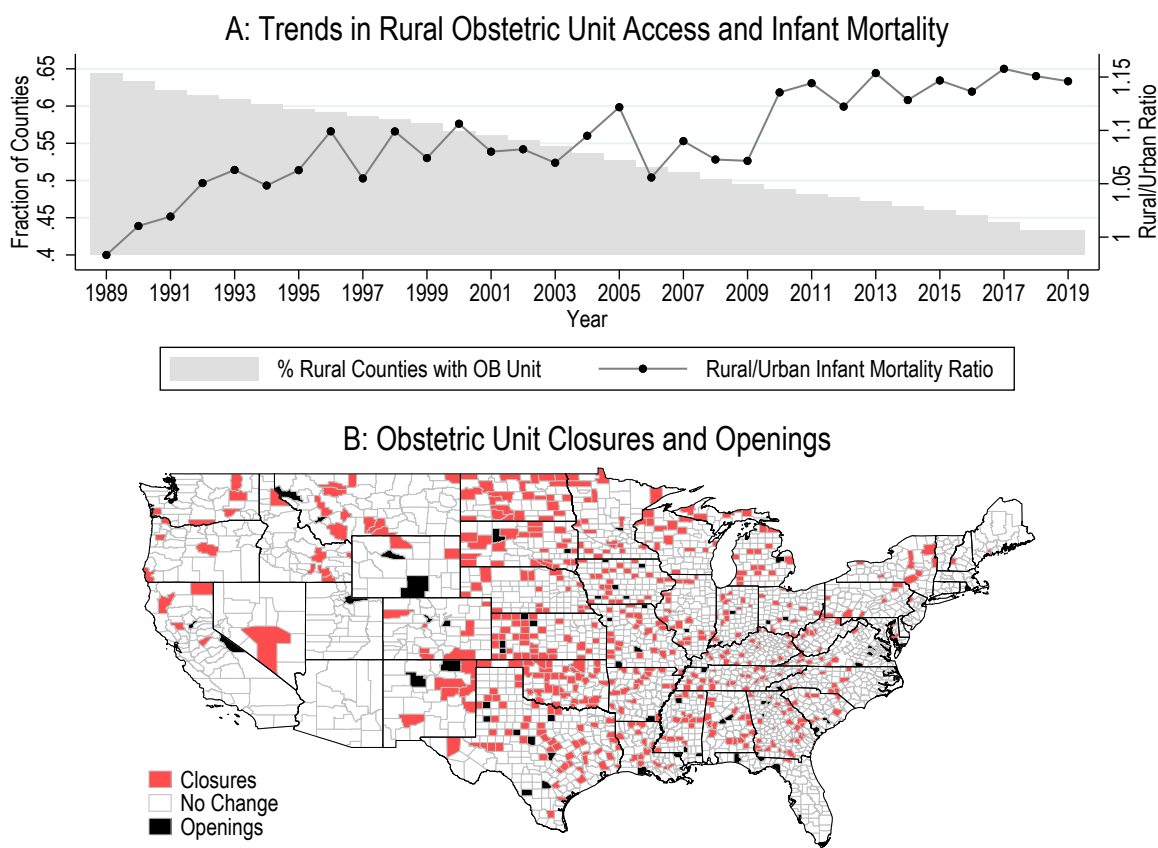 A: Trends in Rural Obstetric Unit Access and Infant Mortality
Fraction of Counties
.65
.6
.55
.5
.45
.4
1.15
1.1
1.05
1
Rural/Urban Ratio
1989 1991 1993 1995 1997 1999 2001 2003 2005 2007 2009 2011 2013 2015 2017 2019
Year
% Rural Counties with OB Unit Rural/Urban Infant Mortality Ratio
B: Obstetric Unit Closures and Openings
Closures
No Change
Openings